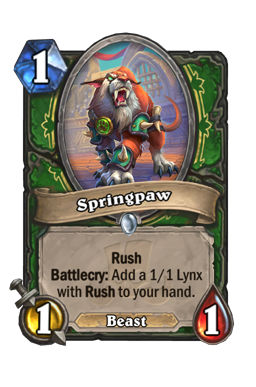 1
Springpaw
Rush
Battlecry: Add a 1/1 Lynx
with Rush to your hand.
1 Beast 1